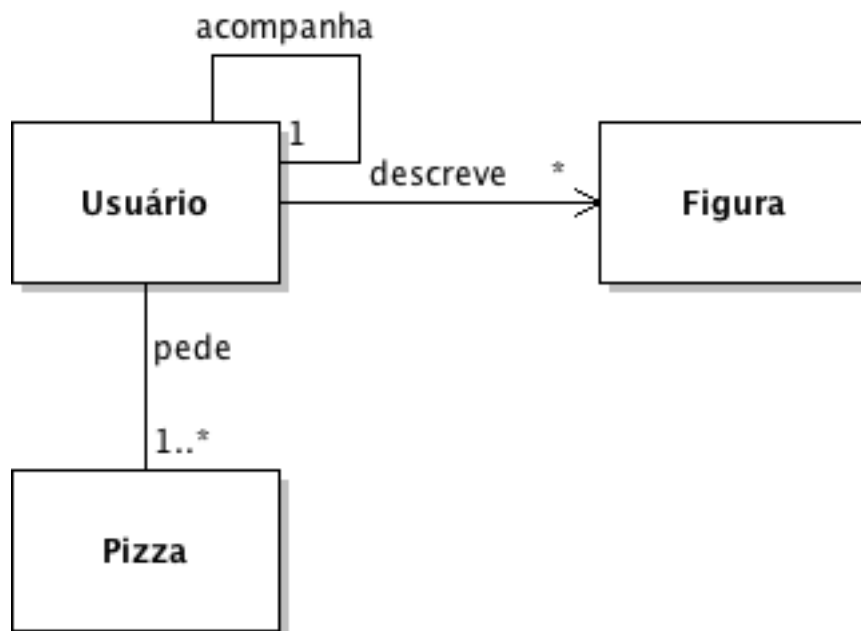 acompanha
1
descreve *
Usuário
Figura
pede
1..*
Pizza